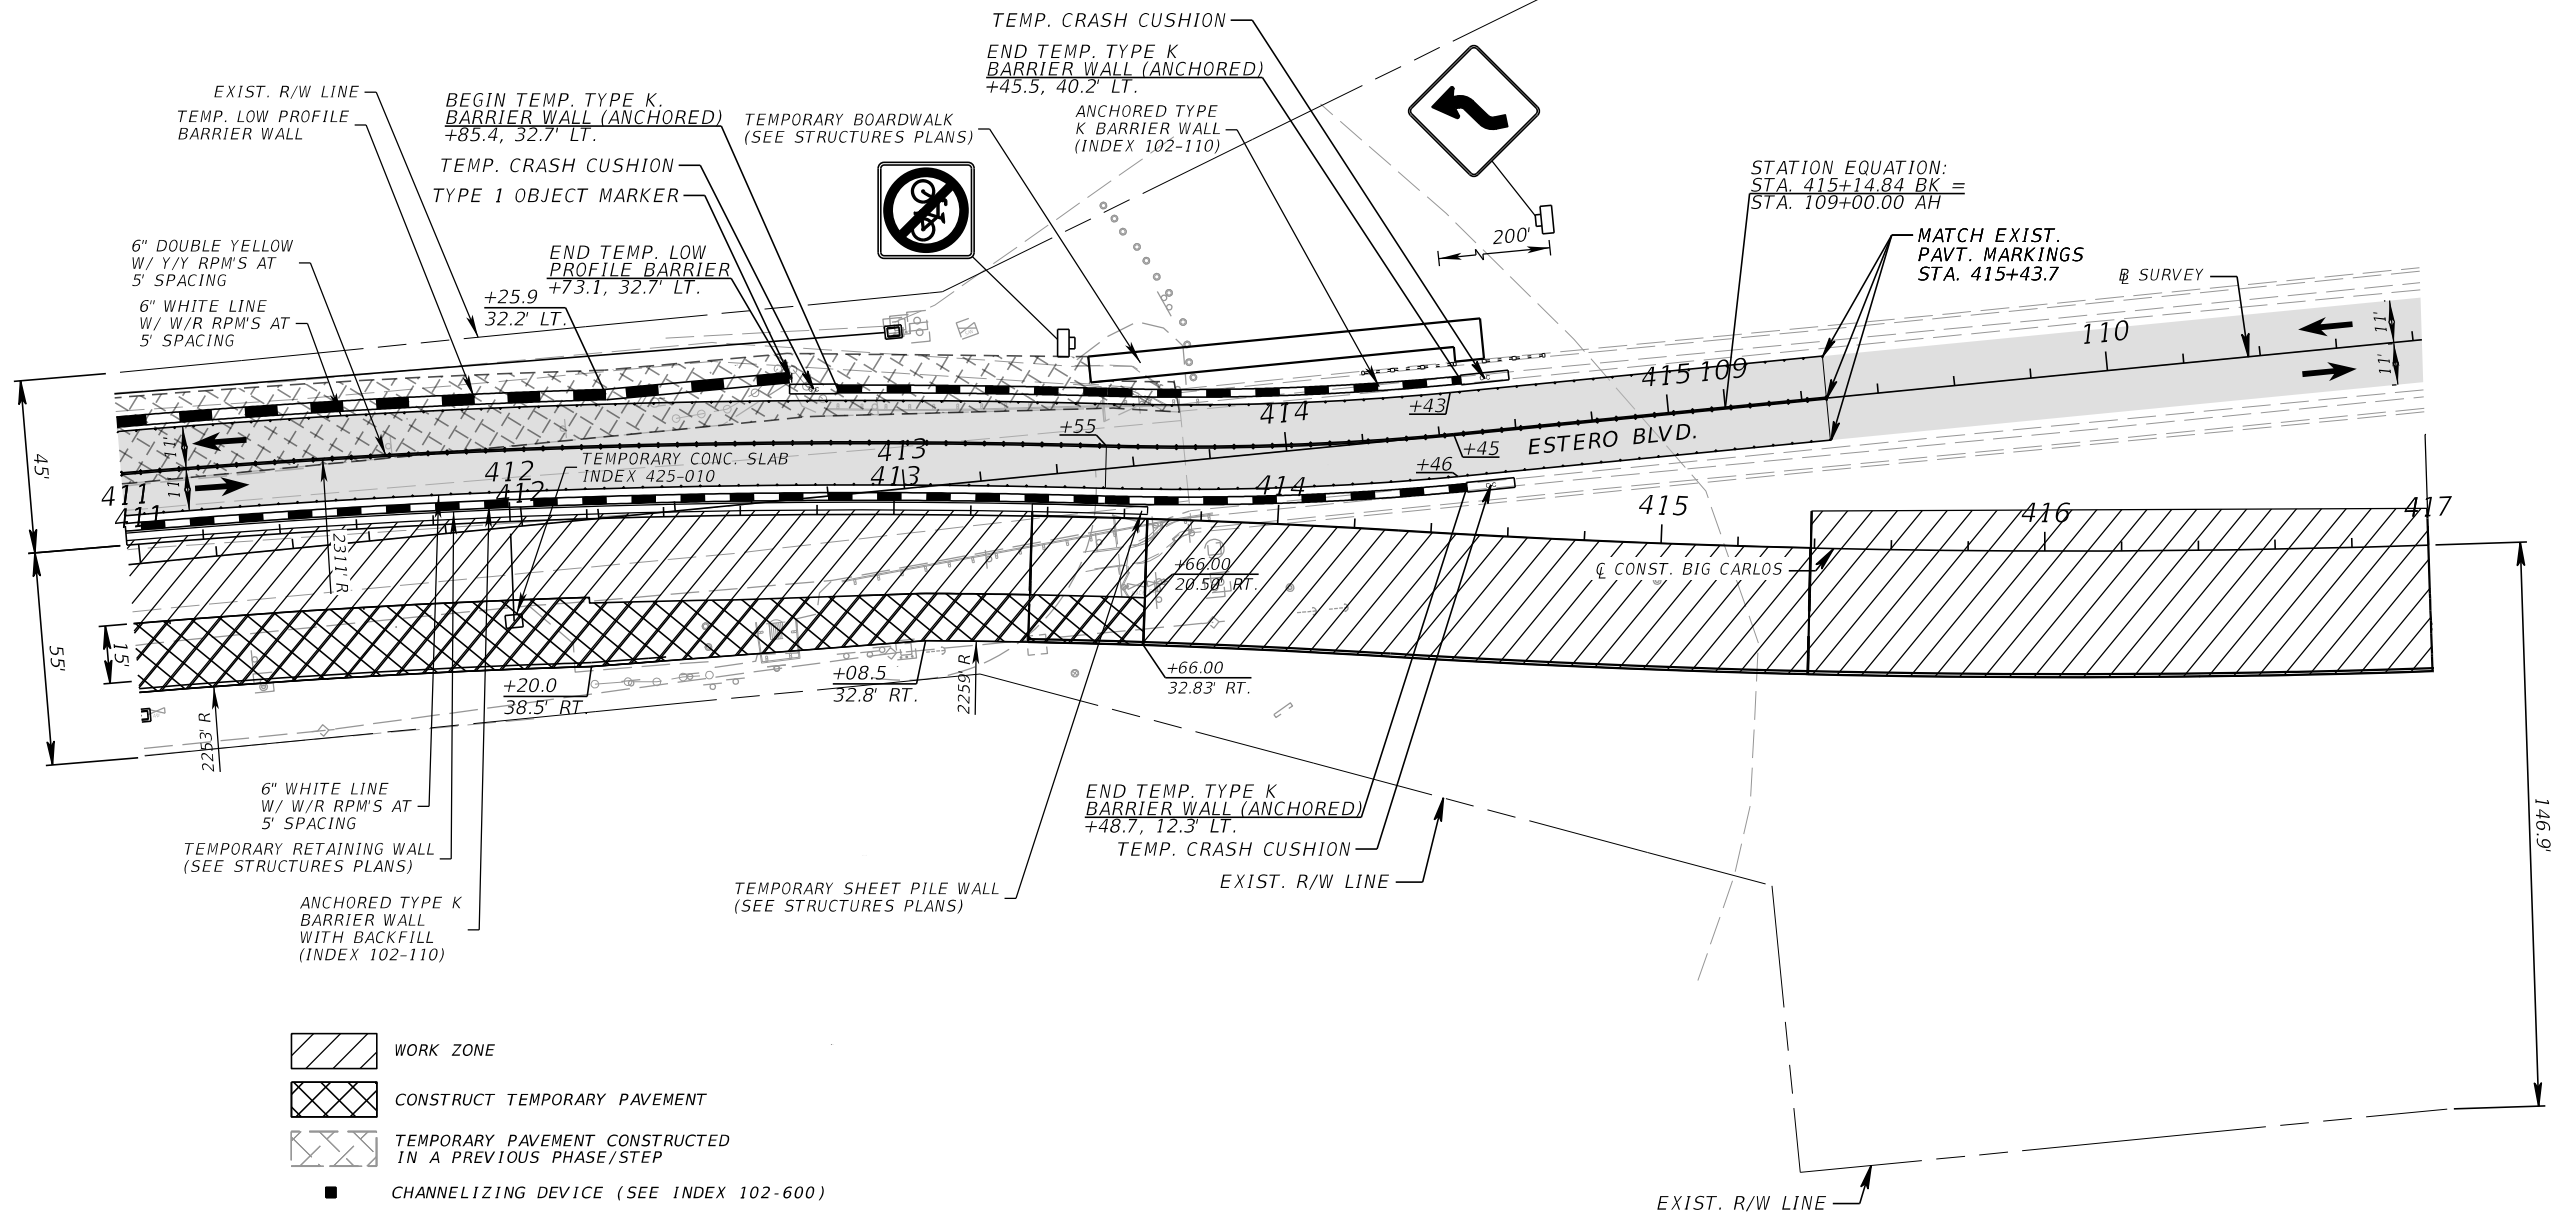 TEMP. CRASH CUSHION
END TEMP. TYPE K
BARRIER WALL (ANCHORED)
+45.5, 40.2' LT.
EXIST. R/W LINE
TEMP. LOW PROFILE
BARRIER WALL
BEGIN TEMP. TYPE K.
BARRIER WALL (ANCHORED)
+85.4, 32.7' LT.
TEMPORARY BOARDWALK
(SEE STRUCTURES PLANS)
ANCHORED TYPE
K BARRIER WALL
(INDEX 102-110)
TEMP. CRASH CUSHION
TYPE 1 OBJECT MARKER
STATION EQUATION:
STA. 415+14.84 BK =
STA. 109+00.00 AH
6" DOUBLE YELLOW
W/ Y/Y RPM'S AT
5' SPACING
END TEMP. LOW
PROFILE BARRIER
+73.1, 32.7' LT.
200'
MATCH EXIST.
PAVT. MARKINGS
STA. 415+43.7
℄ SURVEY
6" WHITE LINE
W/ W/R RPM'S AT
5' SPACING
+25.9
32.2' LT.
11'
11'
110
415 109
414
+43
45'
11'
11'
413
+55
+45
ESTERO BLVD.
+46
TEMPORARY CONC. SLAB
INDEX 425-010
412
412
413
414
411
411
415
416
417
2311' R
+66.00
20.50' RT.
℄ CONST. BIG CARLOS
55'
15'
+20.0
38.5' RT.
+08.5
32.8' RT.
+66.00
32.83' RT.
2253' R
2259' R
146.9'
6" WHITE LINE
W/ W/R RPM'S AT
5' SPACING
TEMPORARY RETAINING WALL
(SEE STRUCTURES PLANS)
ANCHORED TYPE K
BARRIER WALL
WITH BACKFILL
(INDEX 102-110)
TEMPORARY SHEET PILE WALL
(SEE STRUCTURES PLANS)
END TEMP. TYPE K
BARRIER WALL (ANCHORED)
+48.7, 12.3' LT.
TEMP. CRASH CUSHION
EXIST. R/W LINE
WORK ZONE
CONSTRUCT TEMPORARY PAVEMENT
TEMPORARY PAVEMENT CONSTRUCTED
IN A PREVIOUS PHASE/STEP
CHANNELIZING DEVICE (SEE INDEX 102-600)
EXIST. R/W LINE